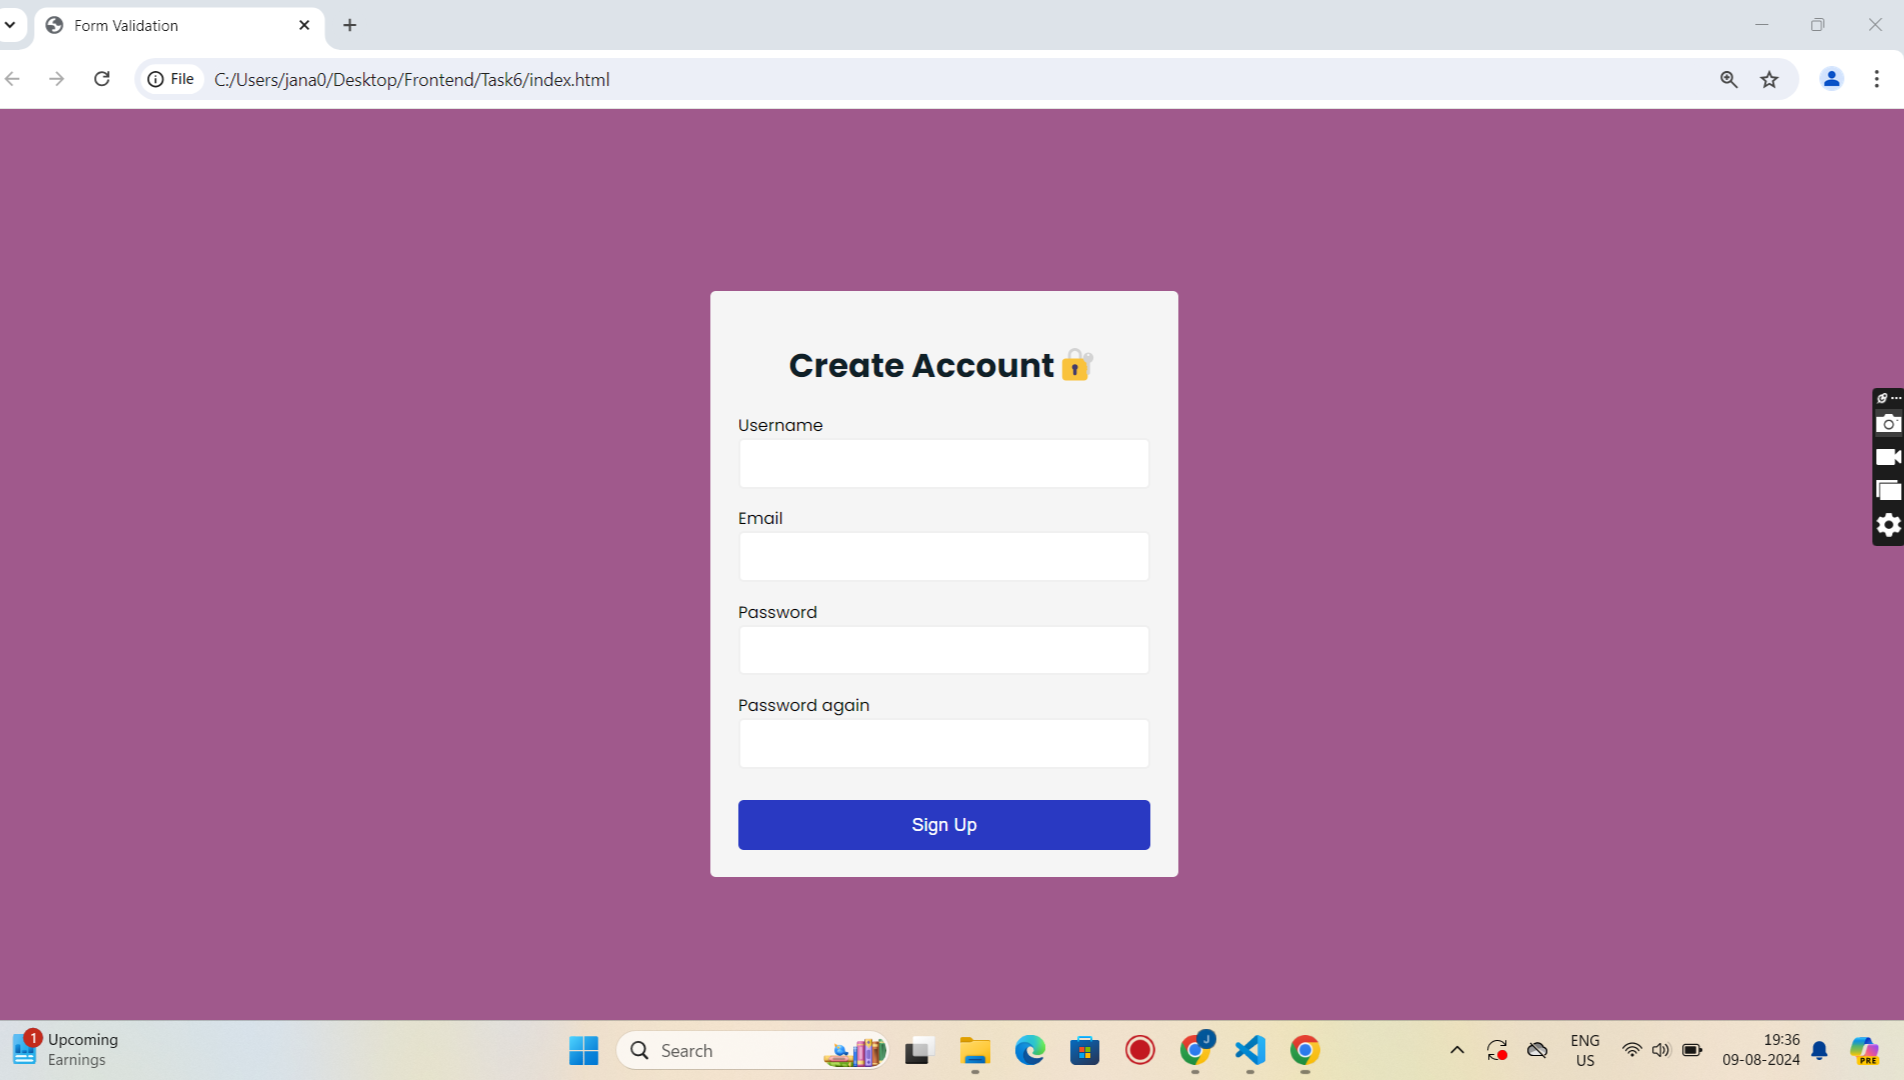 Form Validation
File C:/Users/jana0/Desktop/Frontend/Task6/index.html
Create Account 🔐
Username
Email
Password
Password again
Sign Up
1
Upcoming
Earnings
Search
J
ENG
US
19:36
09-08-2024
PRE